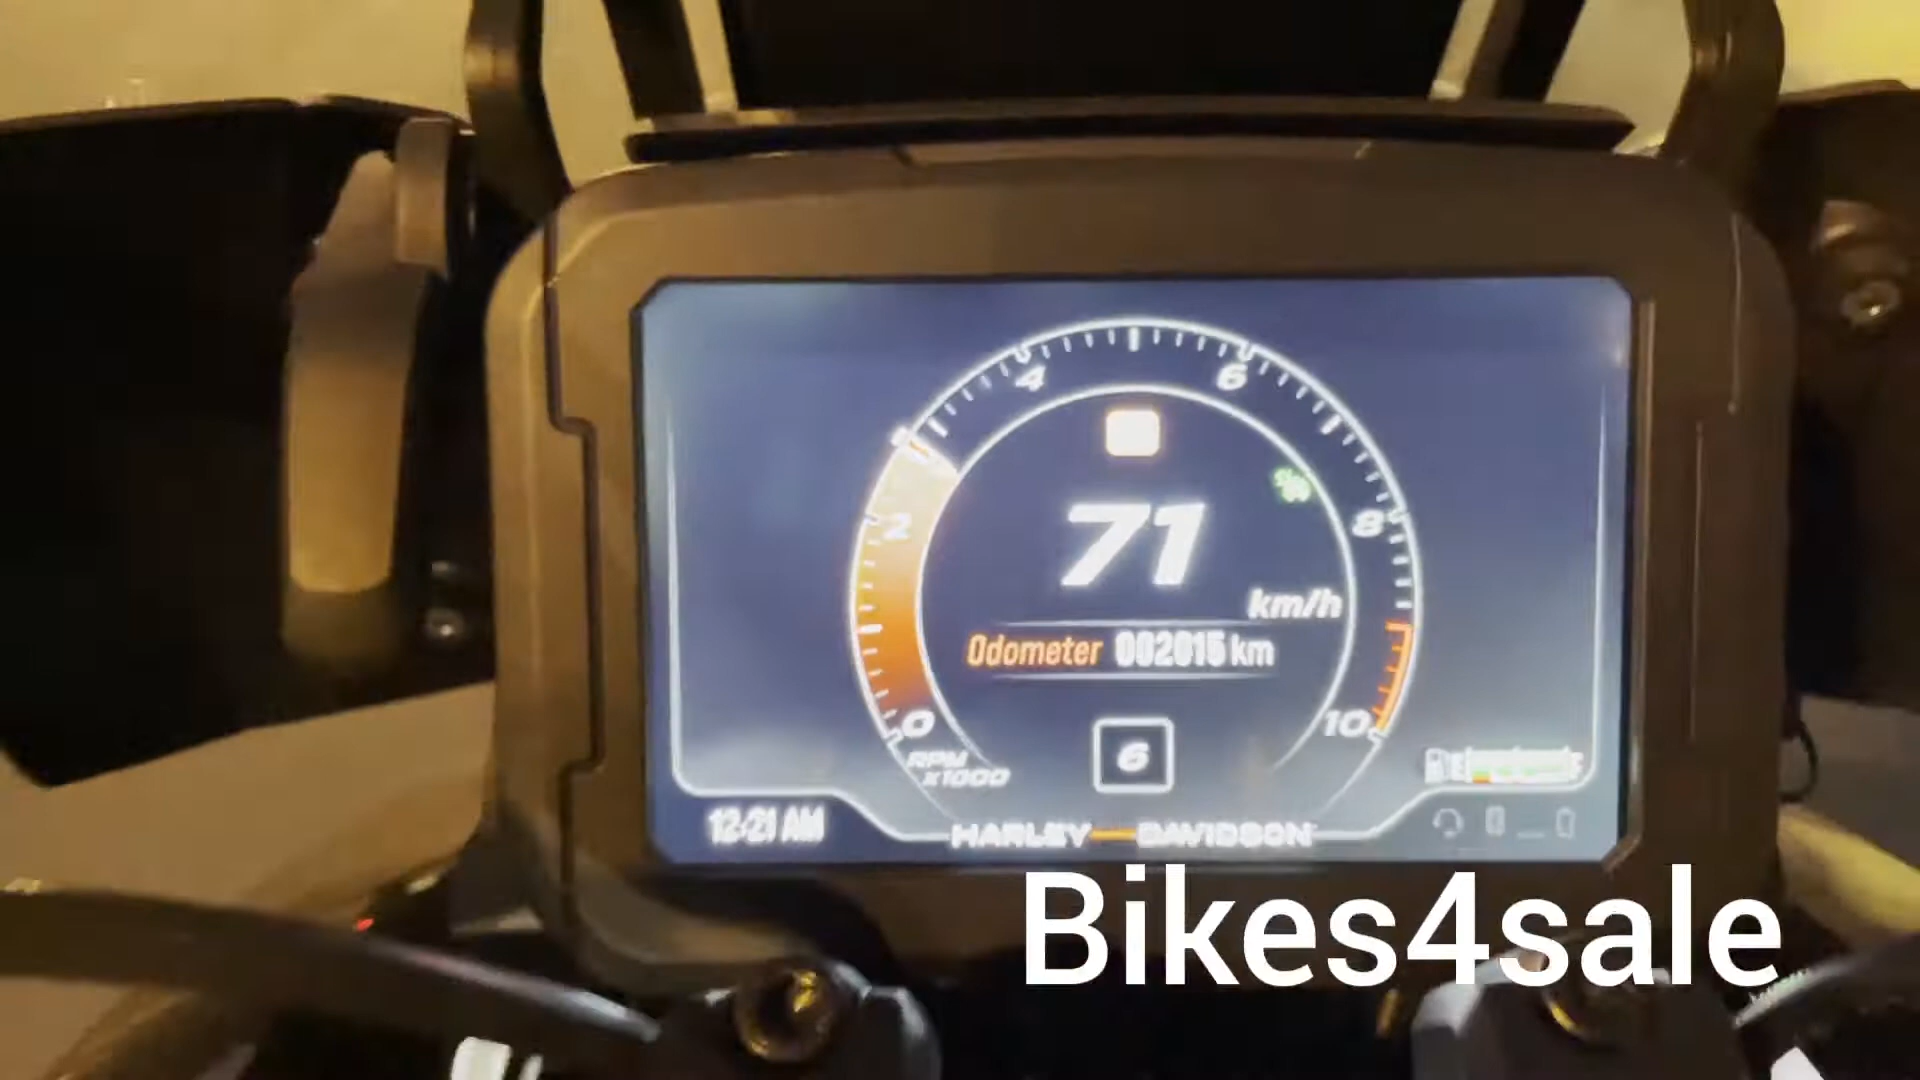 4 6
2 8
71
km/h
Odometer 002015 km
0 10
RPM
x1000
6
E F
12:21 AM
HARLEY-DAVIDSON
Bikes4sale